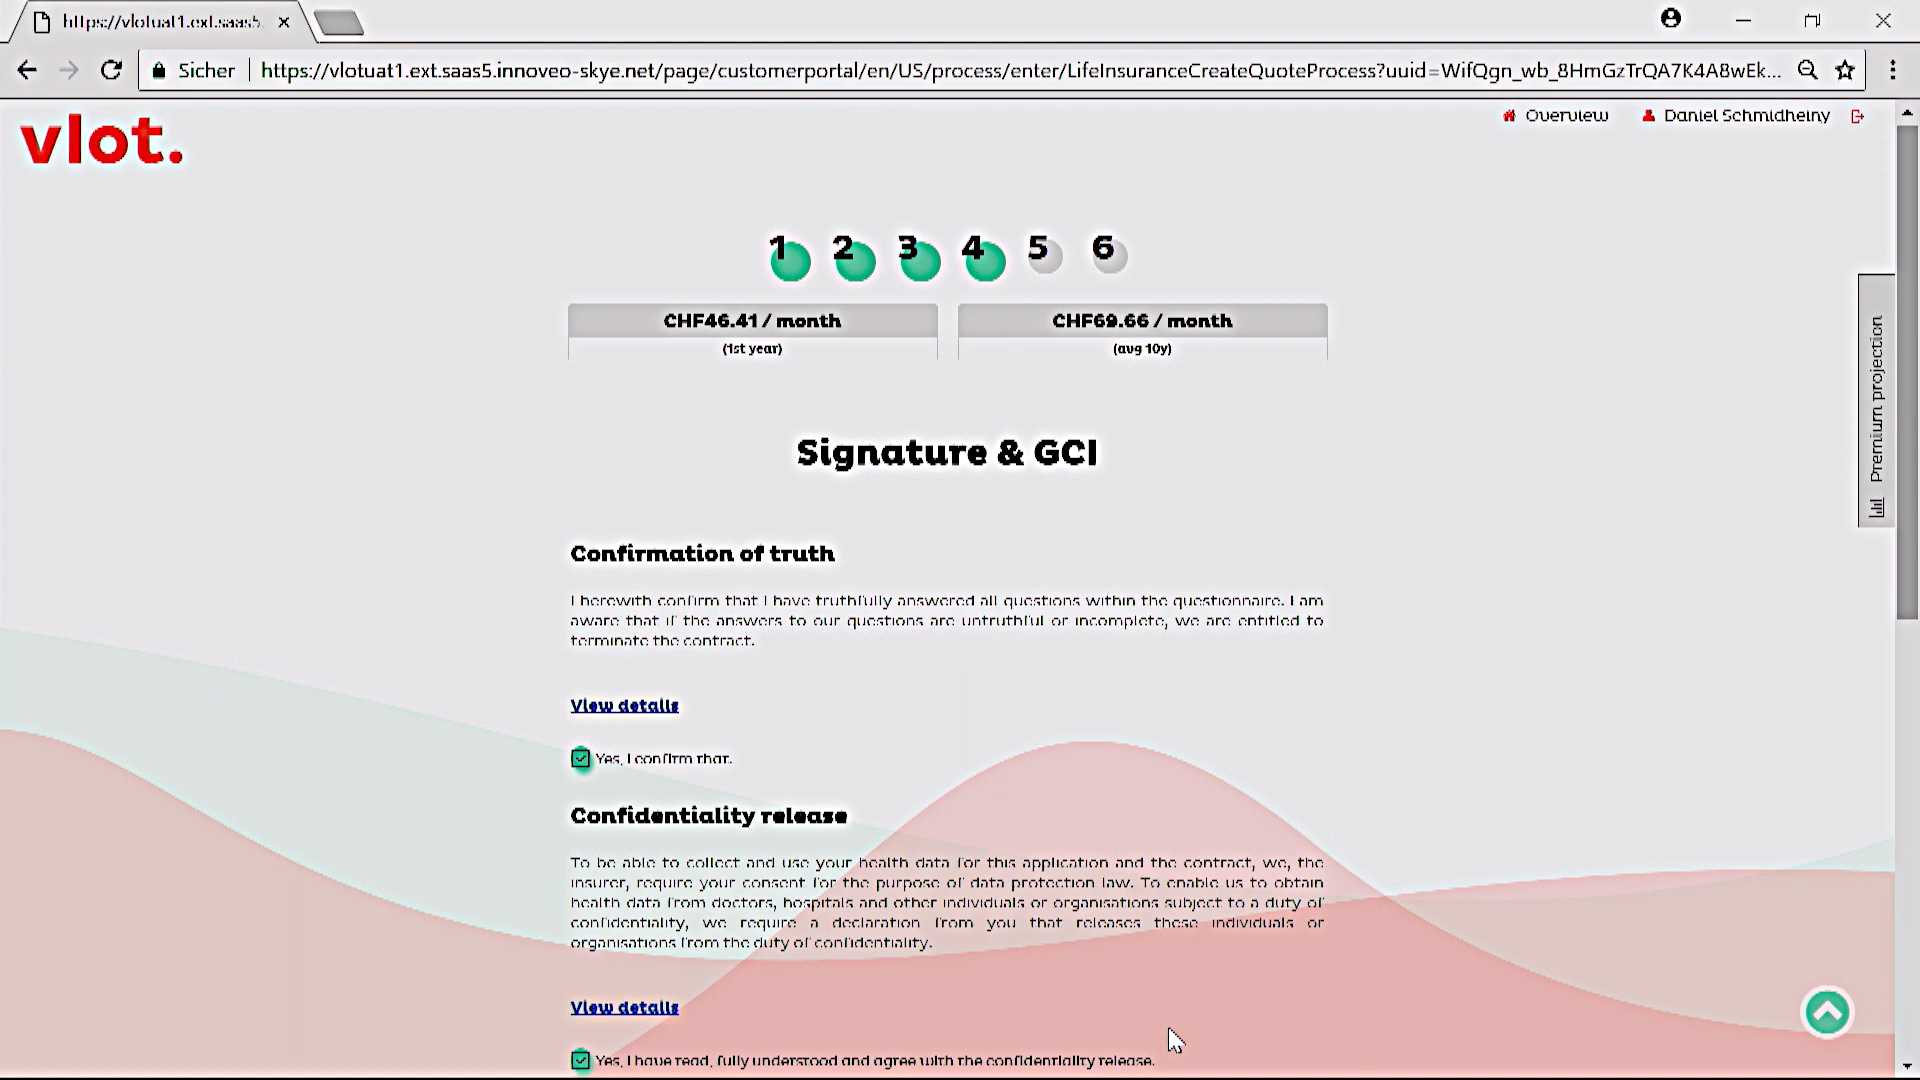 https://vlotuat1.ext.saas5.
Sicher
https://vlotuat1.ext.saas5.innoveo-skye.net/page/customerportal/en/US/process/enter/LifeInsuranceCreateQuoteProcess?uuid=WifQgn_wb_8HmGzTrQA7K4A8wEk...
vlot.
Overview
Daniel Schmidheiny
1 2 3 4 5 6
CHF46.41 / month
(1st year)
CHF69.66 / month
(avg 10y)
Premium projection
Signature & GCI
Confirmation of truth
I herewith confirm that I have truthfully answered all questions within the questionnaire. I am
aware that if the answers to our questions are untruthful or incomplete, we are entitled to
terminate the contract.
View details
Yes, I confirm that.
Confidentiality release
To be able to collect and use your health data for this application and the contract, we, the
insurer, require your consent for the purpose of data protection law. To enable us to obtain
health data from doctors, hospitals and other individuals or organisations subject to a duty of
confidentiality, we require a declaration from you that releases these individuals or
organisations from the duty of confidentiality.
View details
Yes, I have read, fully understood and agree with the confidentiality release.